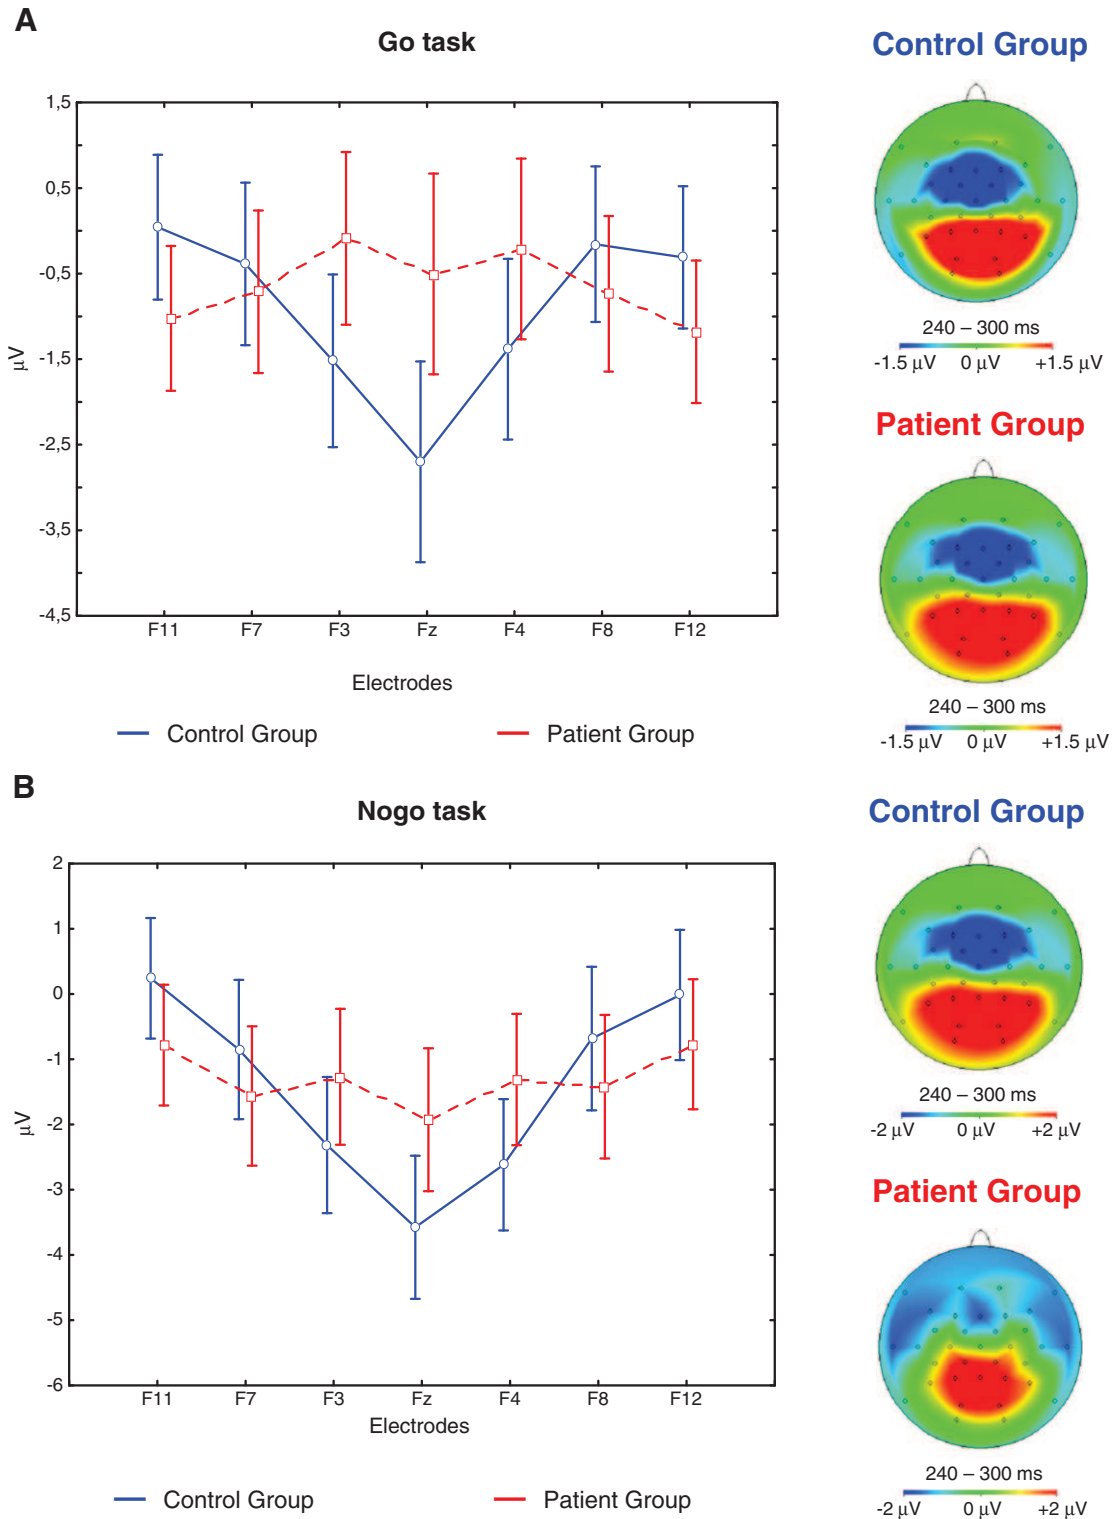 A
Go task
Control Group
1,5
0,5
-0,5
-1,5
-2,5
-3,5
-4,5
µV
F11 F7 F3 Fz F4 F8 F12
Electrodes
Control Group Patient Group
240 – 300 ms
-1.5 µV 0 µV +1.5 µV
Patient Group
240 – 300 ms
-1.5 µV 0 µV +1.5 µV
B
Nogo task
Control Group
2
1
0
-1
-2
-3
-4
-5
-6
µV
F11 F7 F3 Fz F4 F8 F12
Electrodes
Control Group Patient Group
240 – 300 ms
-2 µV 0 µV +2 µV
Patient Group
240 – 300 ms
-2 µV 0 µV +2 µV